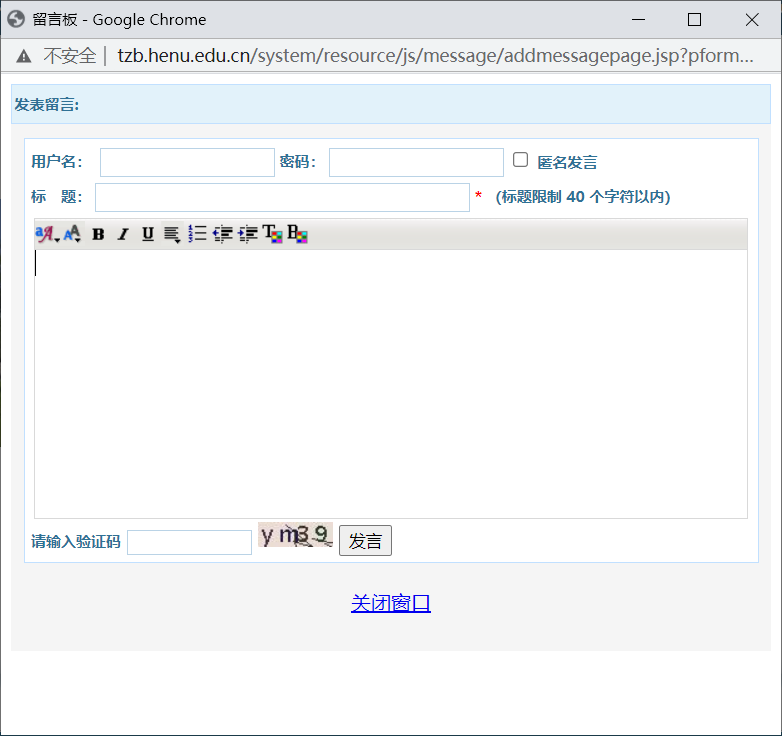 留言板 - Google Chrome
不安全 | tzb.henu.edu.cn/system/resource/js/message/addmessagepage.jsp?pform...
发表留言:
用户名: 密码: 匿名发言
标 题: * (标题限制 40 个字符以内)
B I U
请输入验证码 ym39 发言
关闭窗口